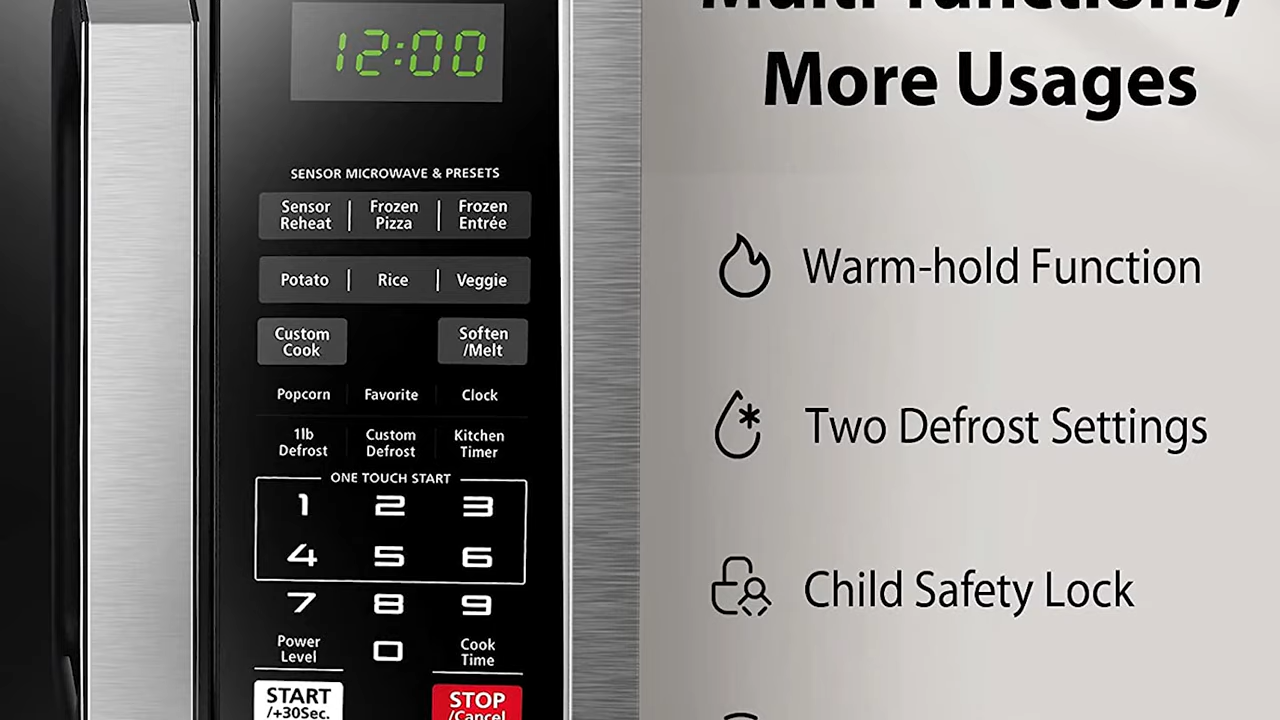 12:00
SENSOR MICROWAVE & PRESETS
Sensor Reheat | Frozen Pizza | Frozen Entrée
Potato | Rice | Veggie
Custom Cook
Soften /Melt
Popcorn Favorite Clock
1lb Defrost
Custom Defrost
Kitchen Timer
ONE TOUCH START
1 2 3
4 5 6
7 8 9
Power Level
0
Cook Time
START
/+30Sec.
STOP
/Cancel
Multi-functions,
More Usages
Warm-hold Function
Two Defrost Settings
Child Safety Lock